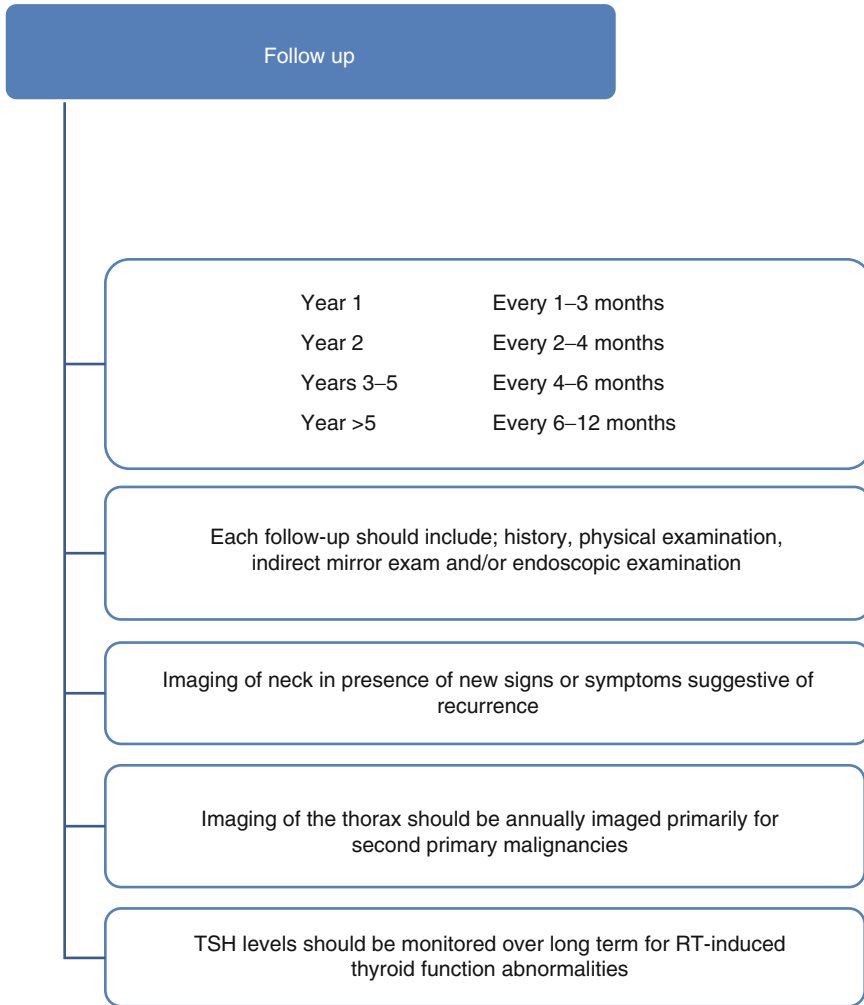 Follow up
Year 1 Every 1–3 months
Year 2 Every 2–4 months
Years 3–5 Every 4–6 months
Year >5 Every 6–12 months
Each follow-up should include; history, physical examination,
indirect mirror exam and/or endoscopic examination
Imaging of neck in presence of new signs or symptoms suggestive of
recurrence
Imaging of the thorax should be annually imaged primarily for
second primary malignancies
TSH levels should be monitored over long term for RT-induced
thyroid function abnormalities